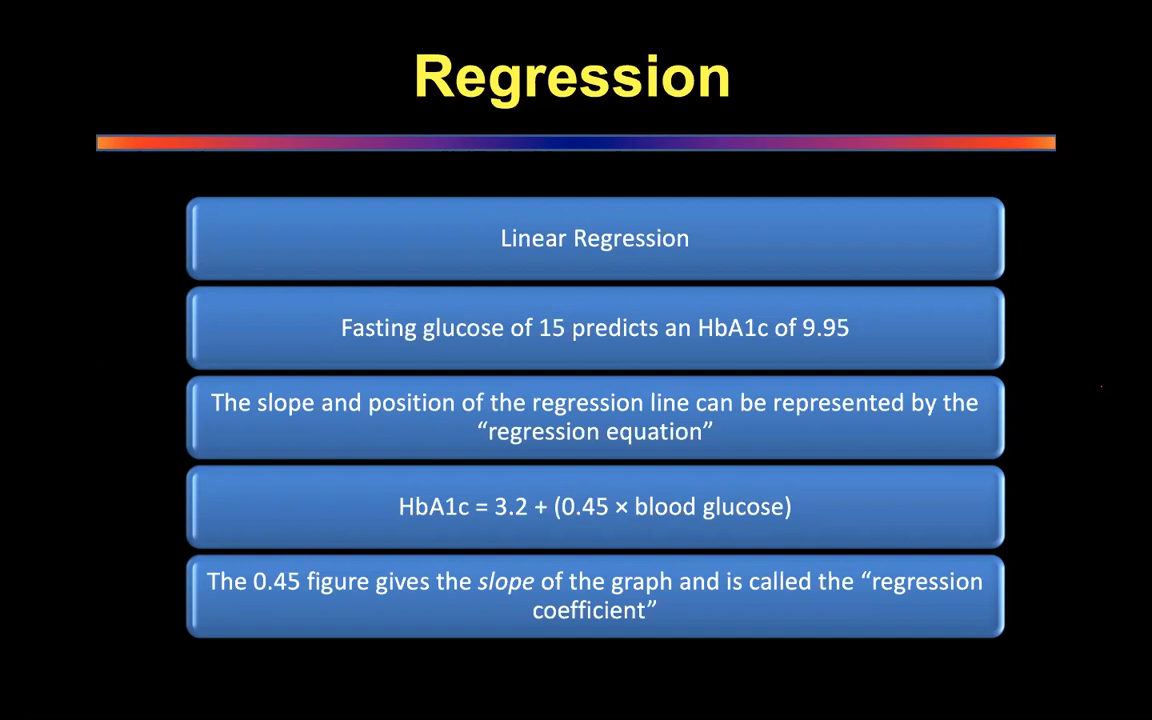 Regression
Linear Regression
Fasting glucose of 15 predicts an HbA1c of 9.95
The slope and position of the regression line can be represented by the
“regression equation”
HbA1c = 3.2 + (0.45 × blood glucose)
The 0.45 figure gives the slope of the graph and is called the “regression
coefficient”